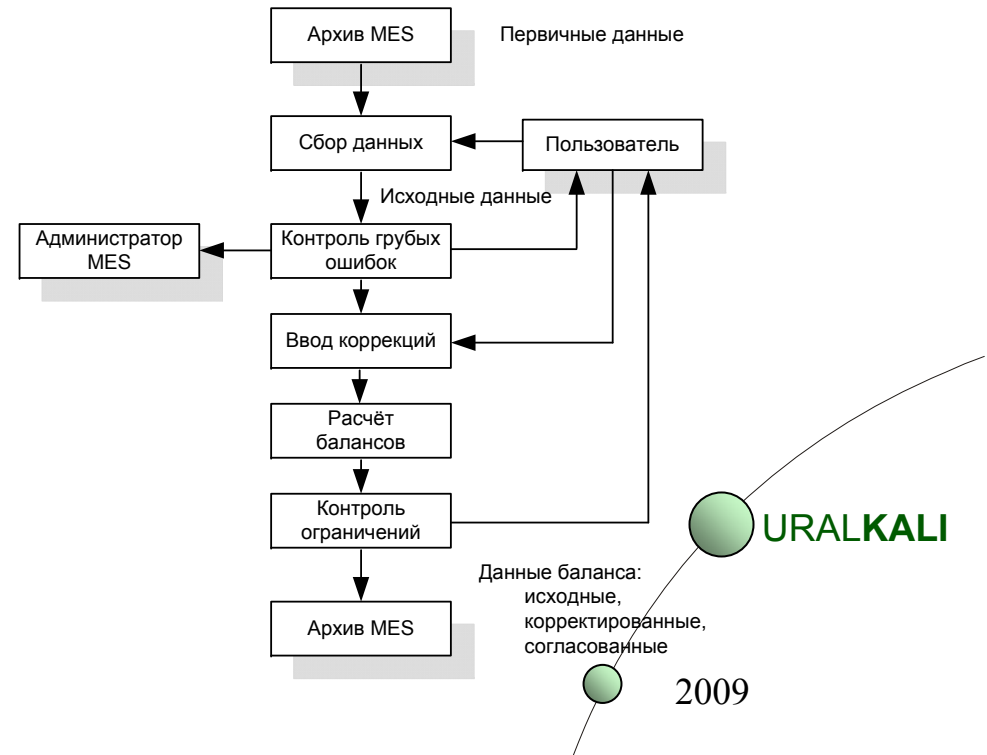 Архив MES
Первичные данные
Сбор данных
Пользователь
Исходные данные
Администратор
MES
Контроль грубых
ошибок
Ввод коррекций
Расчёт
балансов
Контроль
ограничений
URALKALI
Данные баланса:
исходные,
корректированные,
согласованные
Архив MES
2009